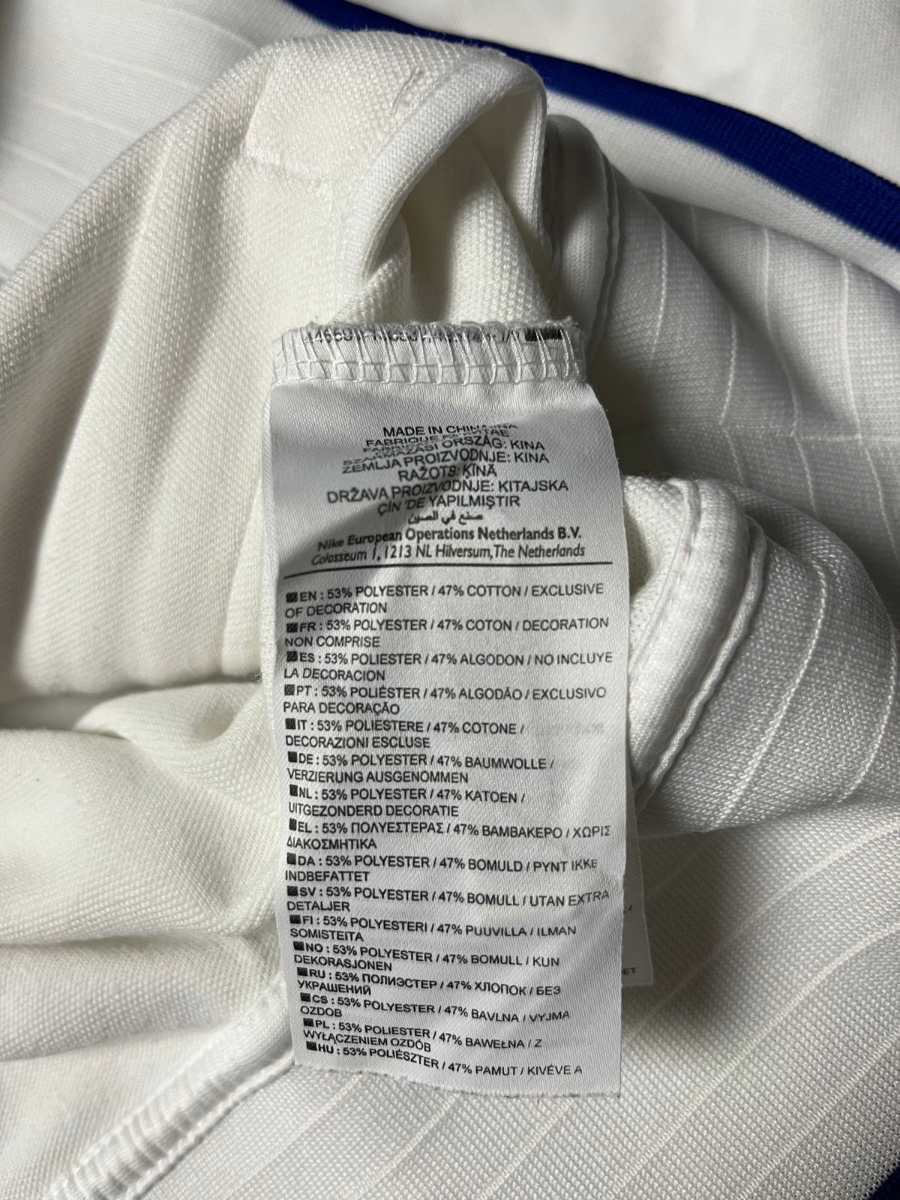 MADE IN CHINA
FABRIQUE EN
SZÁRMAZÁSI ORSZÁG: KINA
ZEMLJA PROIZVODNJE: KINA
RAŽOTS: ĶĪNĀ
DRŽAVA PROIZVODNJE: KITAJSKA
ÇİN'DE YAPILMIŞTIR
صنع في الصين
Nike European Operations Netherlands B.V.
Colosseum 1, 1213 NL Hilversum, The Netherlands
EN : 53% POLYESTER / 47% COTTON / EXCLUSIVE
OF DECORATION
FR : 53% POLYESTER / 47% COTON / DECORATION
NON COMPRISE
ES : 53% POLIESTER / 47% ALGODON / NO INCLUYE
LA DECORACION
PT : 53% POLIÉSTER / 47% ALGODÃO / EXCLUSIVO
PARA DECORAÇÃO
IT : 53% POLIESTERE / 47% COTONE /
DECORAZIONI ESCLUSE
DE : 53% POLYESTER / 47% BAUMWOLLE /
VERZIERUNG AUSGENOMMEN
NL : 53% POLYESTER / 47% KATOEN /
UITGEZONDERD DECORATIE
EL : 53% ΠΟΛΥΕΣΤΕΡΑΣ / 47% ΒΑΜΒΑΚΕΡΟ / ΧΩΡΙΣ
ΔΙΑΚΟΣΜΗΤΙΚΑ
DA : 53% POLYESTER / 47% BOMULD / PYNT IKKE
INDBEFATTET
SV : 53% POLYESTER / 47% BOMULL / UTAN EXTRA
DETALJER
FI : 53% POLYESTERI / 47% PUUVILLA / ILMAN
SOMISTEITA
NO : 53% POLYESTER / 47% BOMULL / KUN
DEKORASJONEN
RU : 53% ПОЛИЭСТЕР / 47% ХЛОПОК / БЕЗ
УКРАШЕНИЙ
CS : 53% POLYESTER / 47% BAVLNA / VYJMA
OZDOB
PL : 53% POLIESTER / 47% BAWEŁNA / Z
WYŁĄCZENIEM OZDÓB
HU : 53% POLIÉSZTER / 47% PAMUT / KIVÉVE A